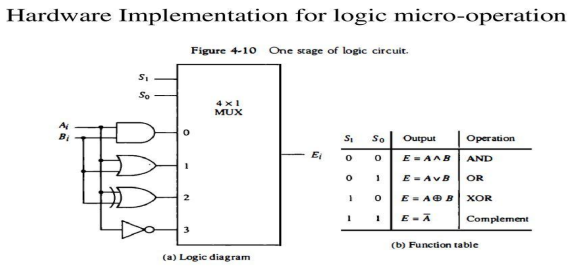 Hardware Implementation for logic micro-operation
Figure 4-10 One stage of logic circuit.
S₁
S₀
4 × 1
MUX
Aᵢ
Bᵢ
0
1
2
3
Eᵢ
(a) Logic diagram
S₁ S₀ Output Operation
0 0 E = A ∧ B AND
0 1 E = A ∨ B OR
1 0 E = A ⊕ B XOR
1 1 E = A̅ Complement
(b) Function table